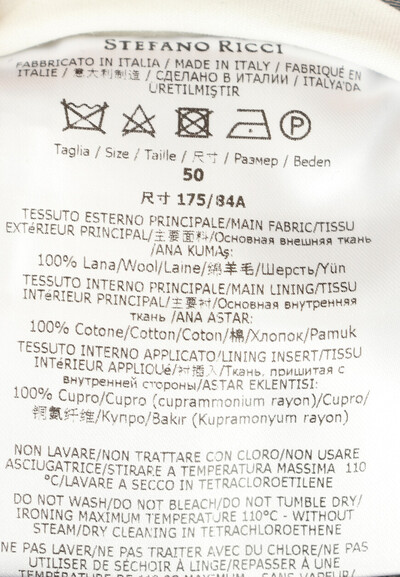 STEFANO RICCI
FABBRICATO IN ITALIA / MADE IN ITALY / FABRIQUÉ EN
ITALIE / 意大利制造 / СДЕЛАНО В ИТАЛИИ / ITALYA'DA
ÜRETILMIŞTIR
P
Taglia / Size / Taille / 尺寸 / Размер / Beden
50
尺寸 175/84A
TESSUTO ESTERNO PRINCIPALE/MAIN FABRIC/TISSU
EXTÉRIEUR PRINCIPAL/主要面料/Основная внешняя ткань
/ANA KUMAŞ:
100% Lana/Wool/Laine/绵羊毛/Шерсть/Yün
TESSUTO INTERNO PRINCIPALE/MAIN LINING/TISSU
INTÉRIEUR PRINCIPAL/主要衬/Основная внутренняя
ткань /ANA ASTAR:
100% Cotone/Cotton/Coton/棉/Хлопок/Pamuk
TESSUTO INTERNO APPLICATO/LINING INSERT/TISSU
INTÉRIEUR APPLIQUÉ/衬插入/Ткань, пришитая с
внутренней стороны/ASTAR EKLENTISI:
100% Cupro/Cupro (cuprammonium rayon)/Cupro/
铜氨纤维/Купро/Bakır (Kupramonyum rayon)
NON LAVARE/NON TRATTARE CON CLORO/NON USARE
ASCIUGATRICE/STIRARE A TEMPERATURA MASSIMA 110
°C/LAVARE A SECCO IN TETRACLOROETILENE
DO NOT WASH/DO NOT BLEACH/DO NOT TUMBLE DRY/
IRONING MAXIMUM TEMPERATURE 110°C - WITHOUT
STEAM/DRY CLEANING IN TETRACHLOROETHENE
NE PAS LAVER/NE PAS TRAITER AVEC DU CHLORE/NE PAS
UTILISER DE SÉCHOIR À LINGE/REPASSER À UNE
TEMPÉRATURE DE 110 °C MAXIMUM - SANS VAPEUR/